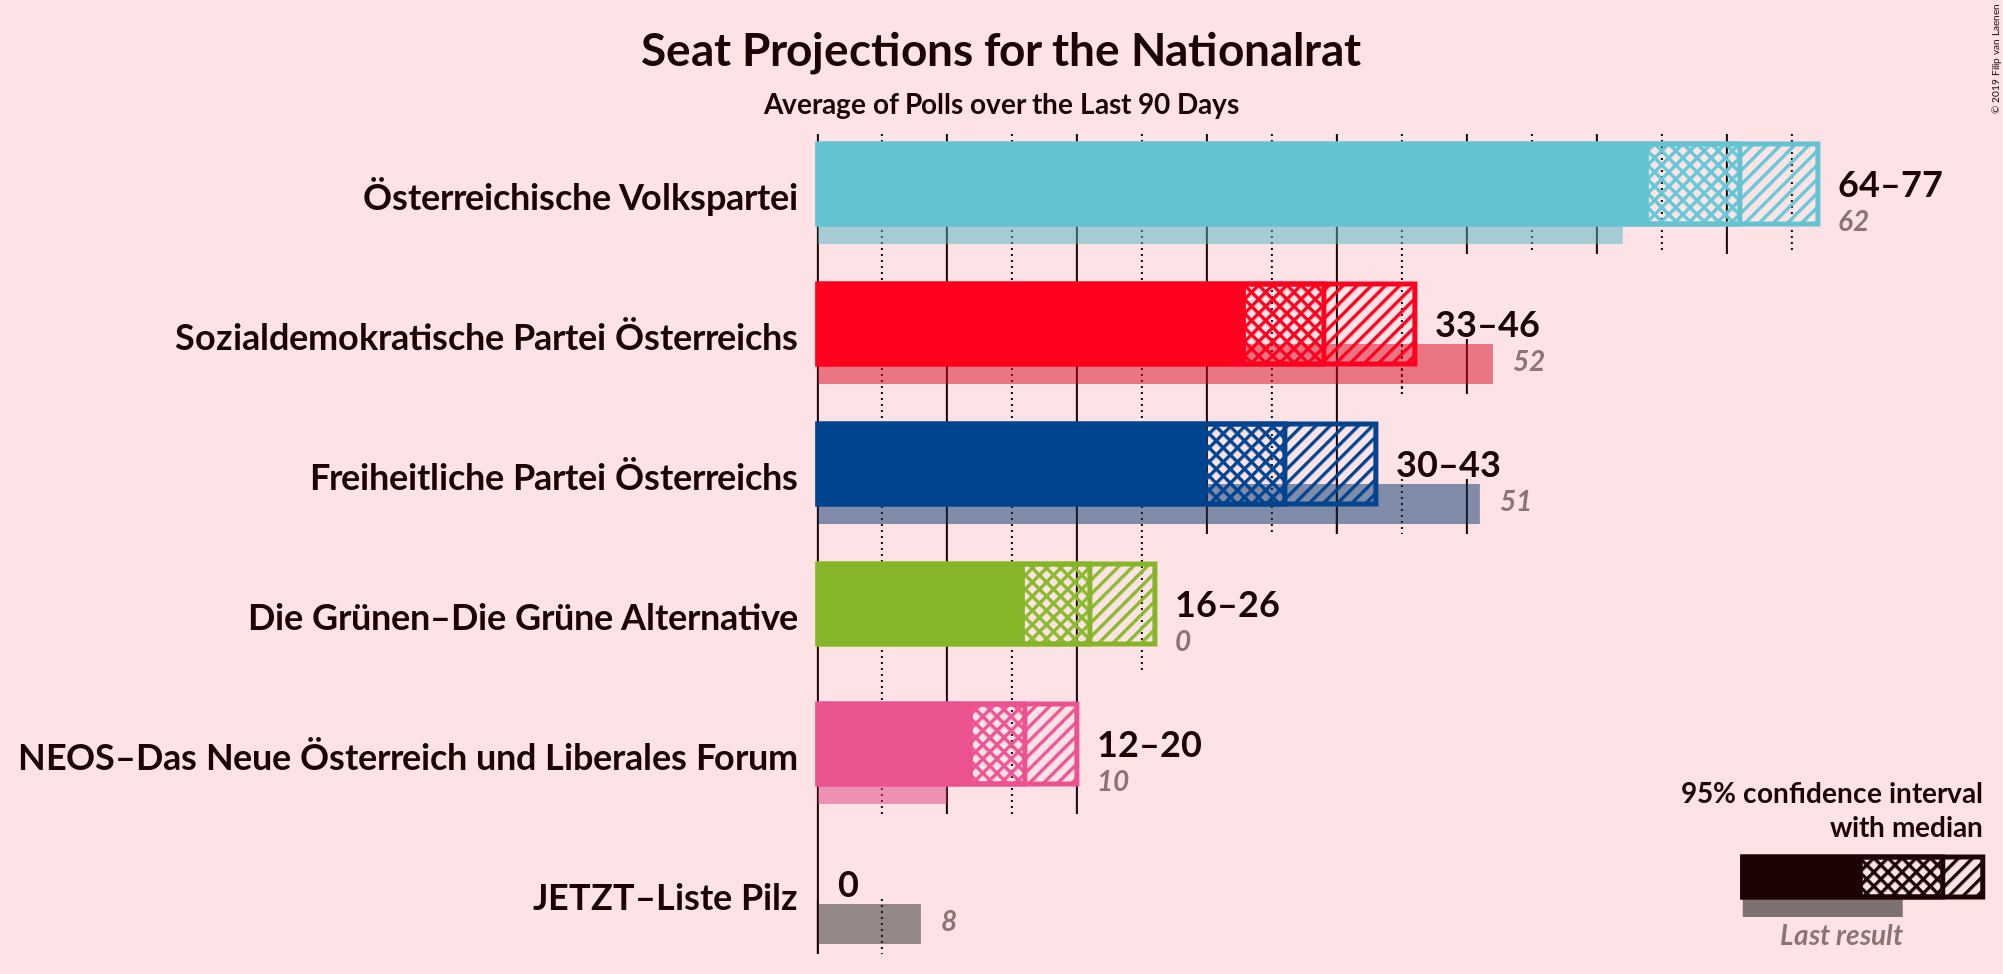 Seat Projections for the Nationalrat
Average of Polls over the Last 90 Days
© 2019 Filip van Laenen
Österreichische Volkspartei
64–77
62
Sozialdemokratische Partei Österreichs
33–46
52
Freiheitliche Partei Österreichs
30–43
51
Die Grünen–Die Grüne Alternative
16–26
0
NEOS–Das Neue Österreich und Liberales Forum
12–20
10
JETZT–Liste Pilz
0
8
95% confidence interval
with median
Last result